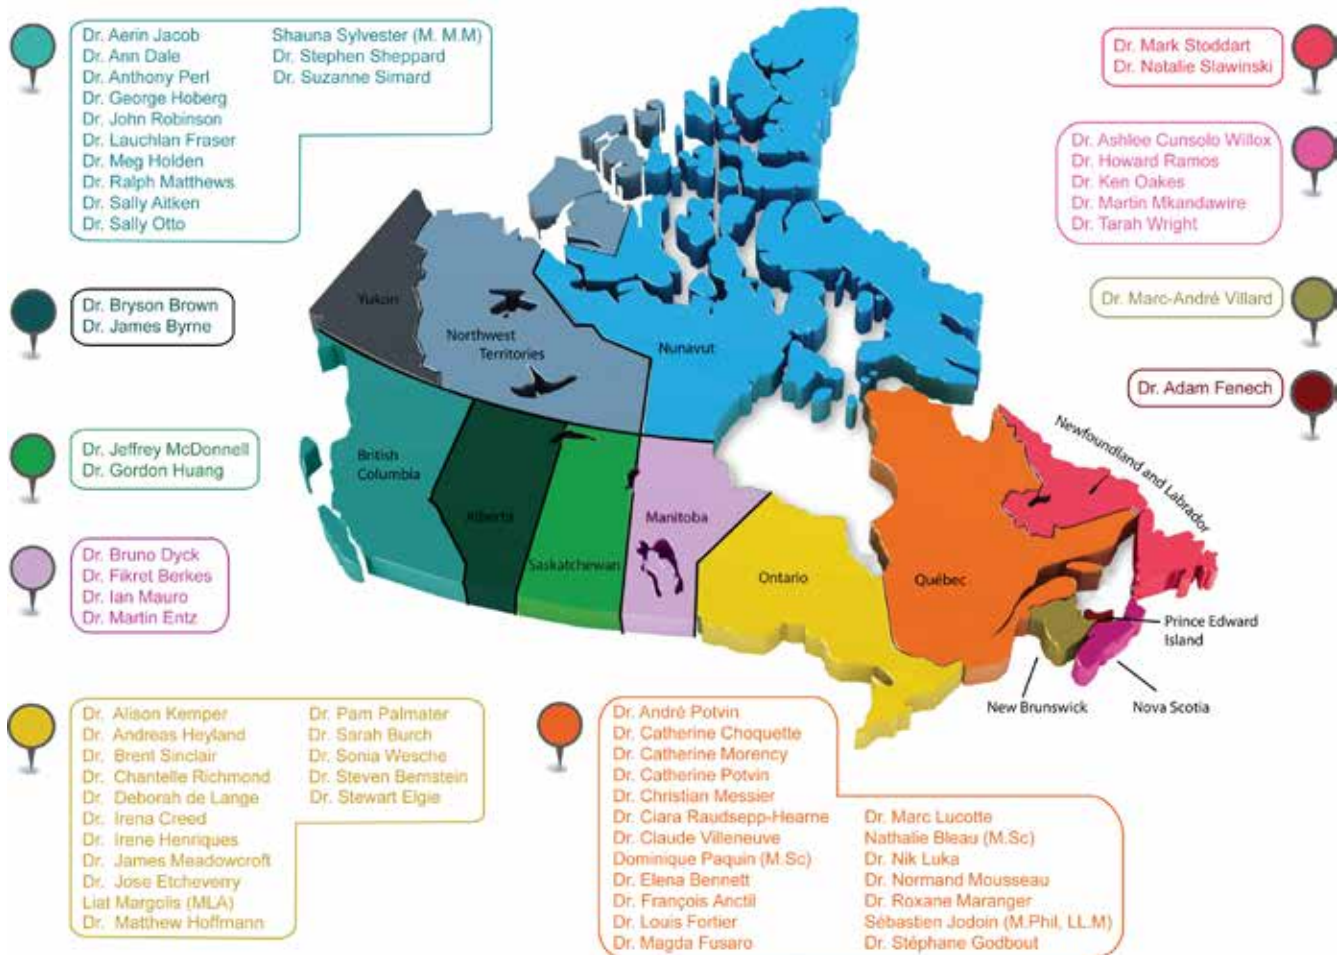 Dr. Aerin Jacob
Dr. Ann Dale
Dr. Anthony Perl
Dr. George Hoberg
Dr. John Robinson
Dr. Lauchlan Fraser
Dr. Meg Holden
Dr. Ralph Matthews
Dr. Sally Aitken
Dr. Sally Otto
Shauna Sylvester (M. M.M)
Dr. Stephen Sheppard
Dr. Suzanne Simard
Dr. Bryson Brown
Dr. James Byrne
Dr. Jeffrey McDonnell
Dr. Gordon Huang
Dr. Bruno Dyck
Dr. Fikret Berkes
Dr. Ian Mauro
Dr. Martin Entz
Dr. Mark Stoddart
Dr. Natalie Slawinski
Dr. Ashlee Cunsolo Willox
Dr. Howard Ramos
Dr. Ken Oakes
Dr. Martin Mkandawire
Dr. Tarah Wright
Dr. Marc-André Villard
Dr. Adam Fenech
Yukon
Northwest
Territories
Nunavut
British
Columbia
Alberta
Saskatchewan
Manitoba
Ontario
Québec
Newfoundland and Labrador
Prince Edward
Island
New Brunswick
Nova Scotia
Dr. Alison Kemper
Dr. Andreas Heyland
Dr. Brent Sinclair
Dr. Chantelle Richmond
Dr. Deborah de Lange
Dr. Irena Creed
Dr. Irene Henriques
Dr. James Meadowcroft
Dr. Jose Etcheverry
Liat Margolis (MLA)
Dr. Matthew Hoffmann
Dr. Pam Palmater
Dr. Sarah Burch
Dr. Sonia Wesche
Dr. Steven Bernstein
Dr. Stewart Elgie
Dr. André Potvin
Dr. Catherine Choquette
Dr. Catherine Morency
Dr. Catherine Potvin
Dr. Christian Messier
Dr. Ciara Raudsepp-Hearne
Dr. Claude Villeneuve
Dominique Paquin (M.Sc)
Dr. Elena Bennett
Dr. François Anctil
Dr. Louis Fortier
Dr. Magda Fusaro
Dr. Marc Lucotte
Nathalie Bleau (M.Sc)
Dr. Nik Luka
Dr. Normand Mousseau
Dr. Roxane Maranger
Sébastien Jodoin (M.Phil, LL.M)
Dr. Stéphane Godbout